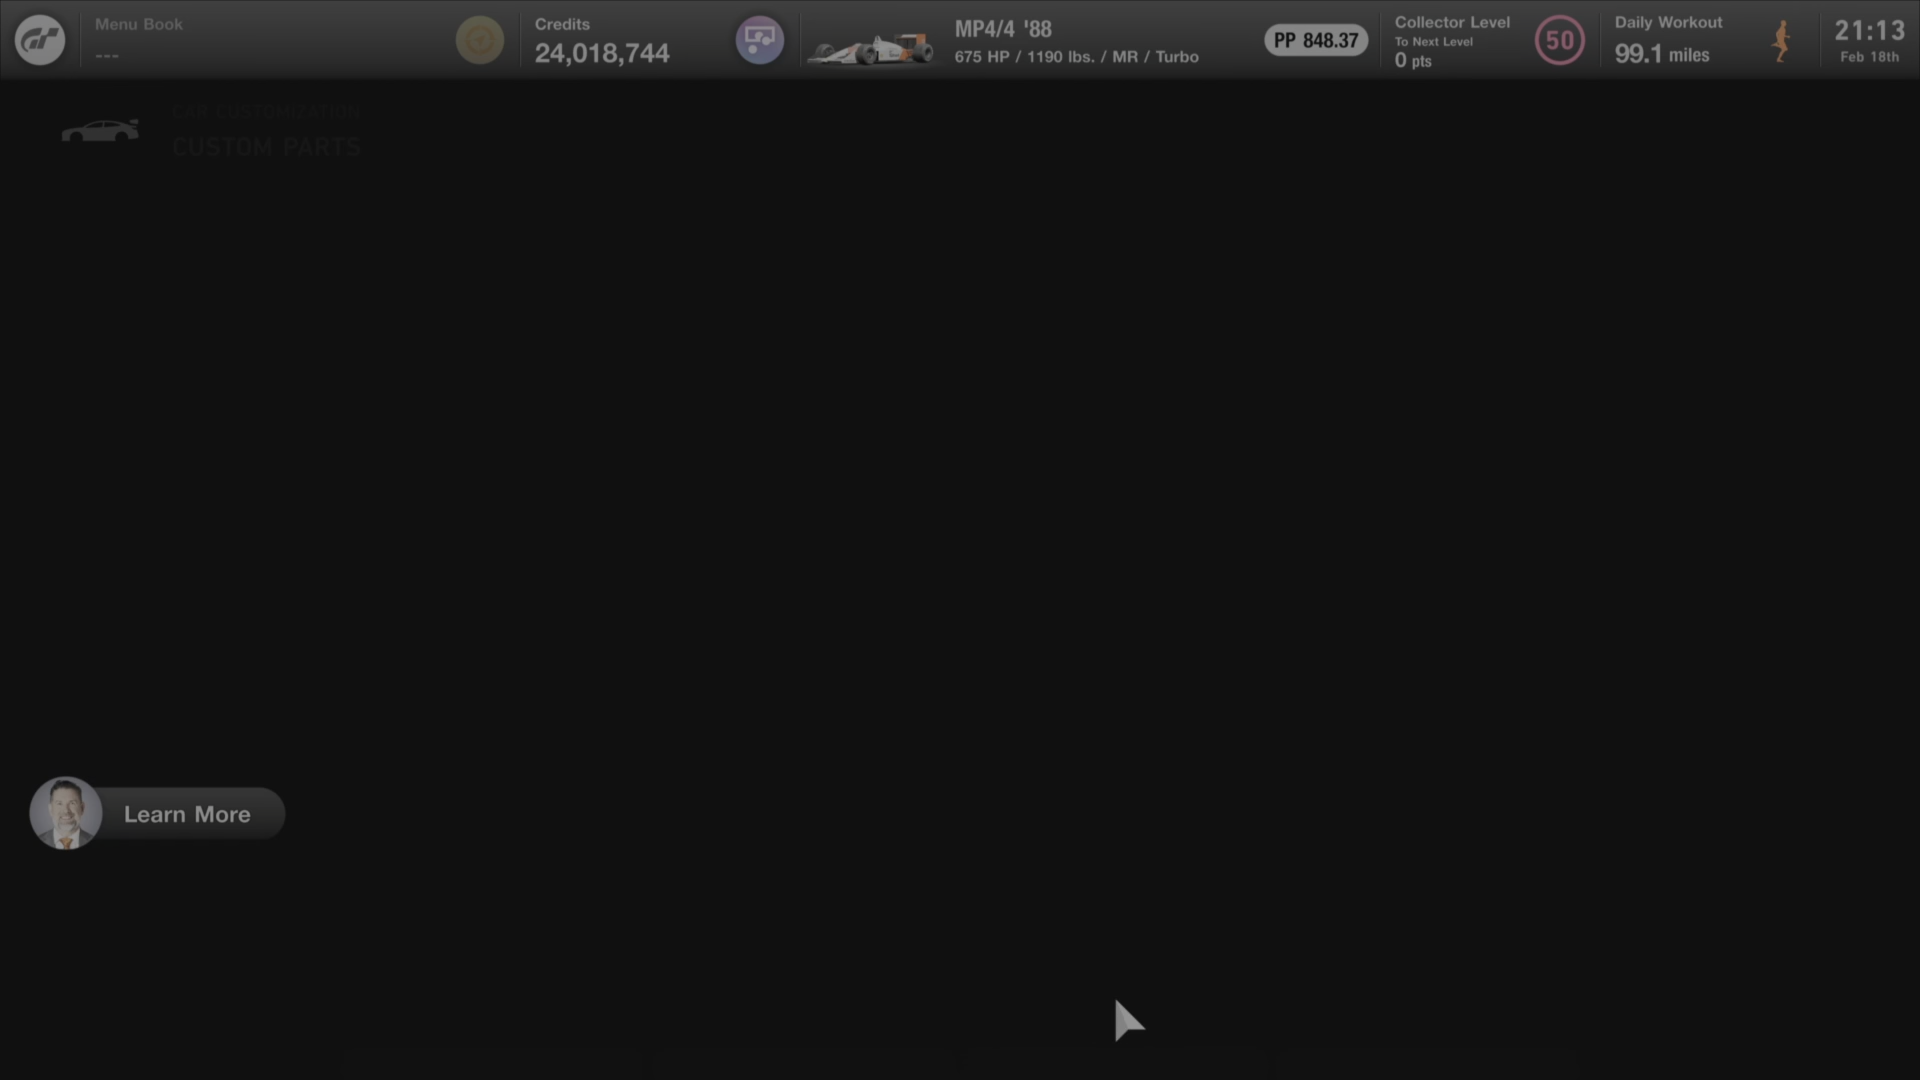 Menu Book
---
Credits
24,018,744
MP4/4 '88
675 HP / 1190 lbs. / MR / Turbo
PP 848.37
Collector Level
To Next Level
0 pts
50
Daily Workout
99.1 miles
21:13
Feb 18th
CAR CUSTOMIZATION
CUSTOM PARTS
Learn More